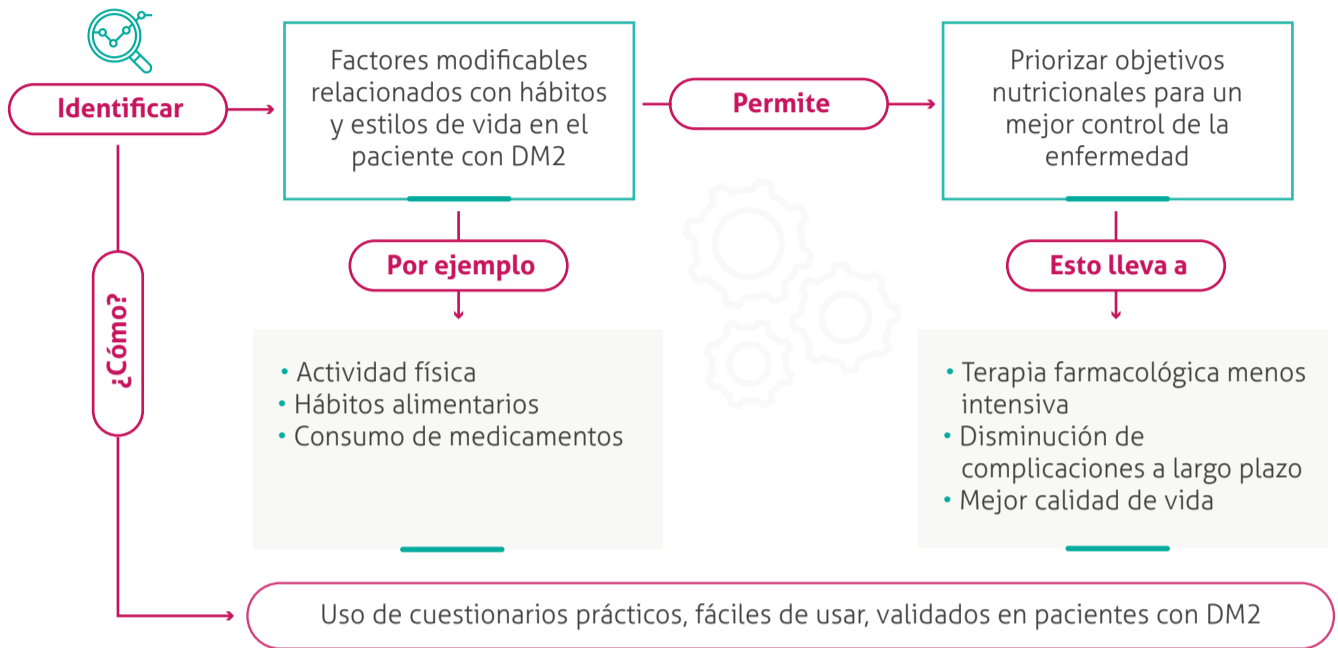 Identificar
Factores modificables
relacionados con hábitos
y estilos de vida en el
paciente con DM2
Permite
Priorizar objetivos
nutricionales para un
mejor control de la
enfermedad
¿Cómo?
Por ejemplo
• Actividad física
• Hábitos alimentarios
• Consumo de medicamentos
Esto lleva a
• Terapia farmacológica menos
intensiva
• Disminución de
complicaciones a largo plazo
• Mejor calidad de vida
Uso de cuestionarios prácticos, fáciles de usar, validados en pacientes con DM2